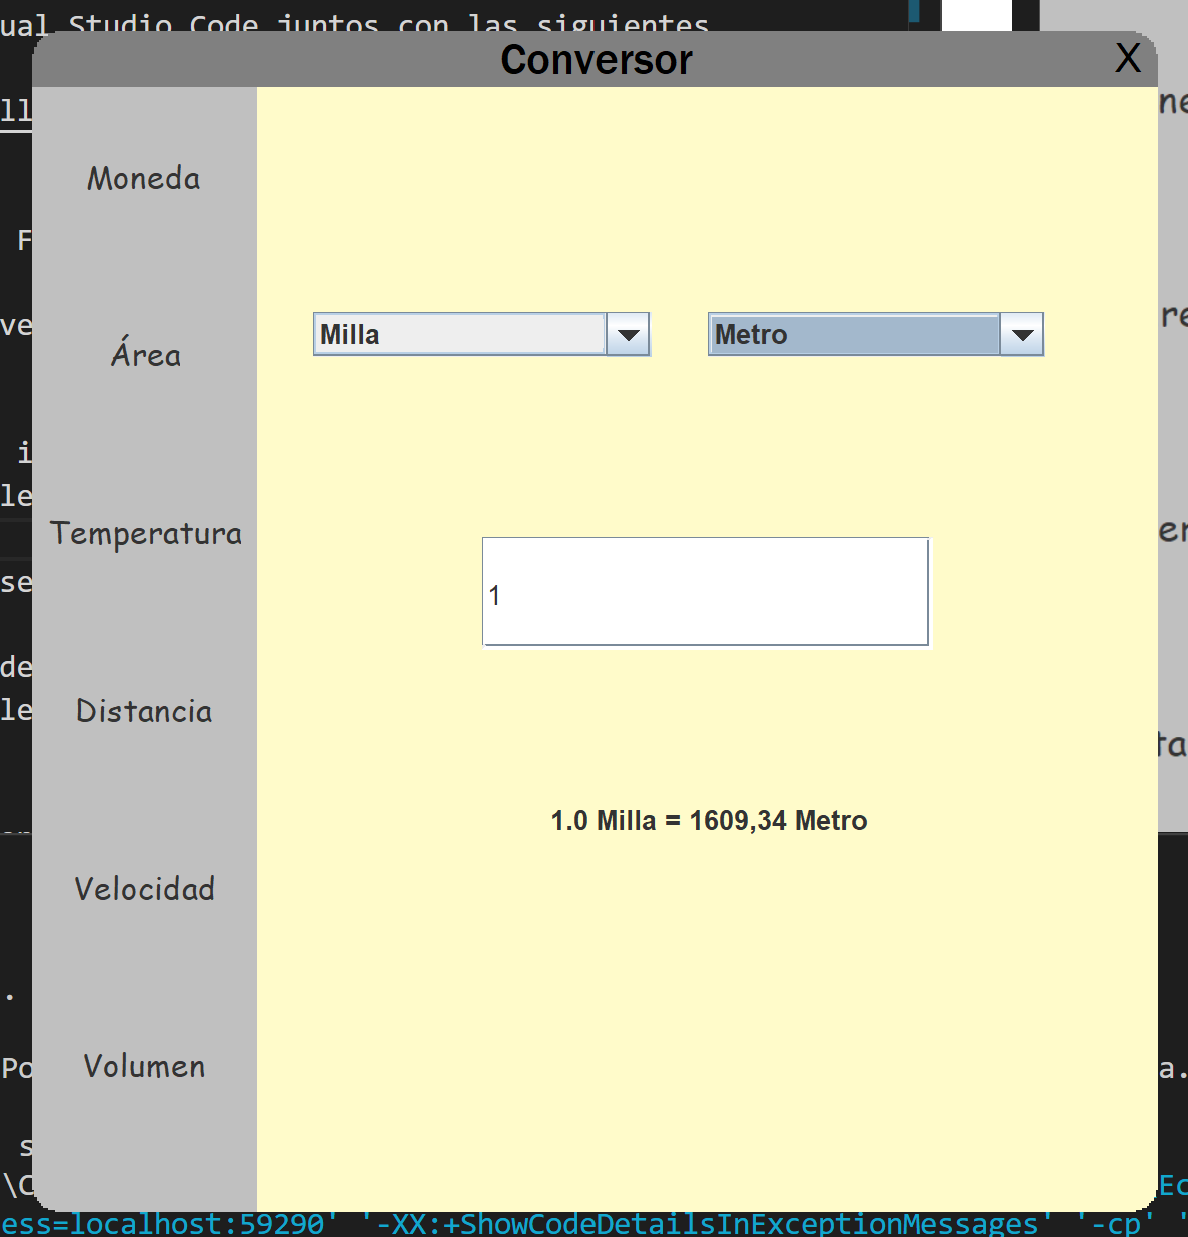 ual Studio Code juntos con las siguientes
Conversor X
Moneda
Área
Milla Metro
Temperatura
1
Distancia
1.0 Milla = 1609,34 Metro
Velocidad
Volumen
ess=localhost:59290' '-XX:+ShowCodeDetailsInExceptionMessages' '-cp' '